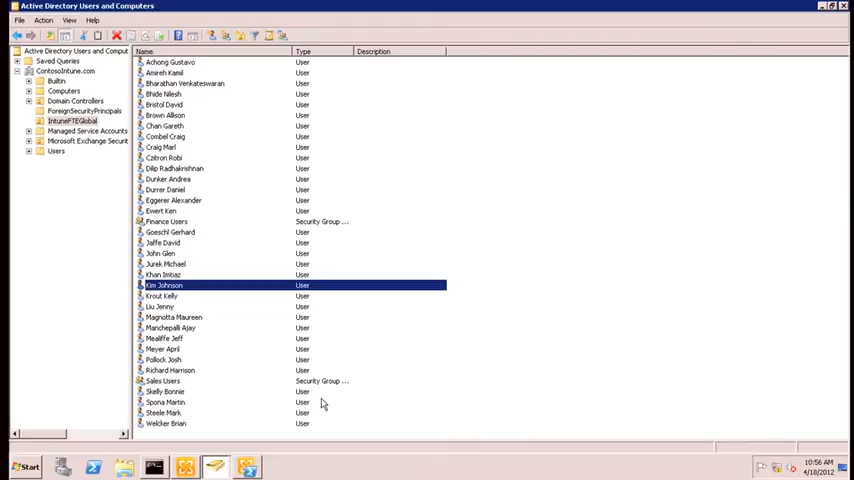 Active Directory Users and Computers
File Action View Help
Active Directory Users and Comput
Saved Queries
ContosoIntune.com
Builtin
Computers
Domain Controllers
ForeignSecurityPrincipals
IntuneFTEGlobal
Managed Service Accounts
Microsoft Exchange Securit
Users
Name Type Description
Achong Gustavo User
Amireh Kamil User
Bharathan Venkateswaran User
Bhide Nilesh User
Bristol David User
Brown Allison User
Chan Gareth User
Combel Craig User
Craig Marl User
Czitron Robi User
Dilip Radhakrishnan User
Dunker Andrea User
Durrer Daniel User
Eggerer Alexander User
Ewert Ken User
Finance Users Security Group ...
Goeschl Gerhard User
Jaffe David User
John Glen User
Jurek Michael User
Khan Imtiaz User
Kim Johnson User
Krout Kelly User
Liu Jenny User
Magnotta Maureen User
Manchepalli Ajay User
Mealiffe Jeff User
Meyer April User
Pollock Josh User
Richard Harrison User
Sales Users Security Group ...
Skelly Bonnie User
Spona Martin User
Steele Mark User
Welcker Brian User
Start
10:56 AM
4/18/2012